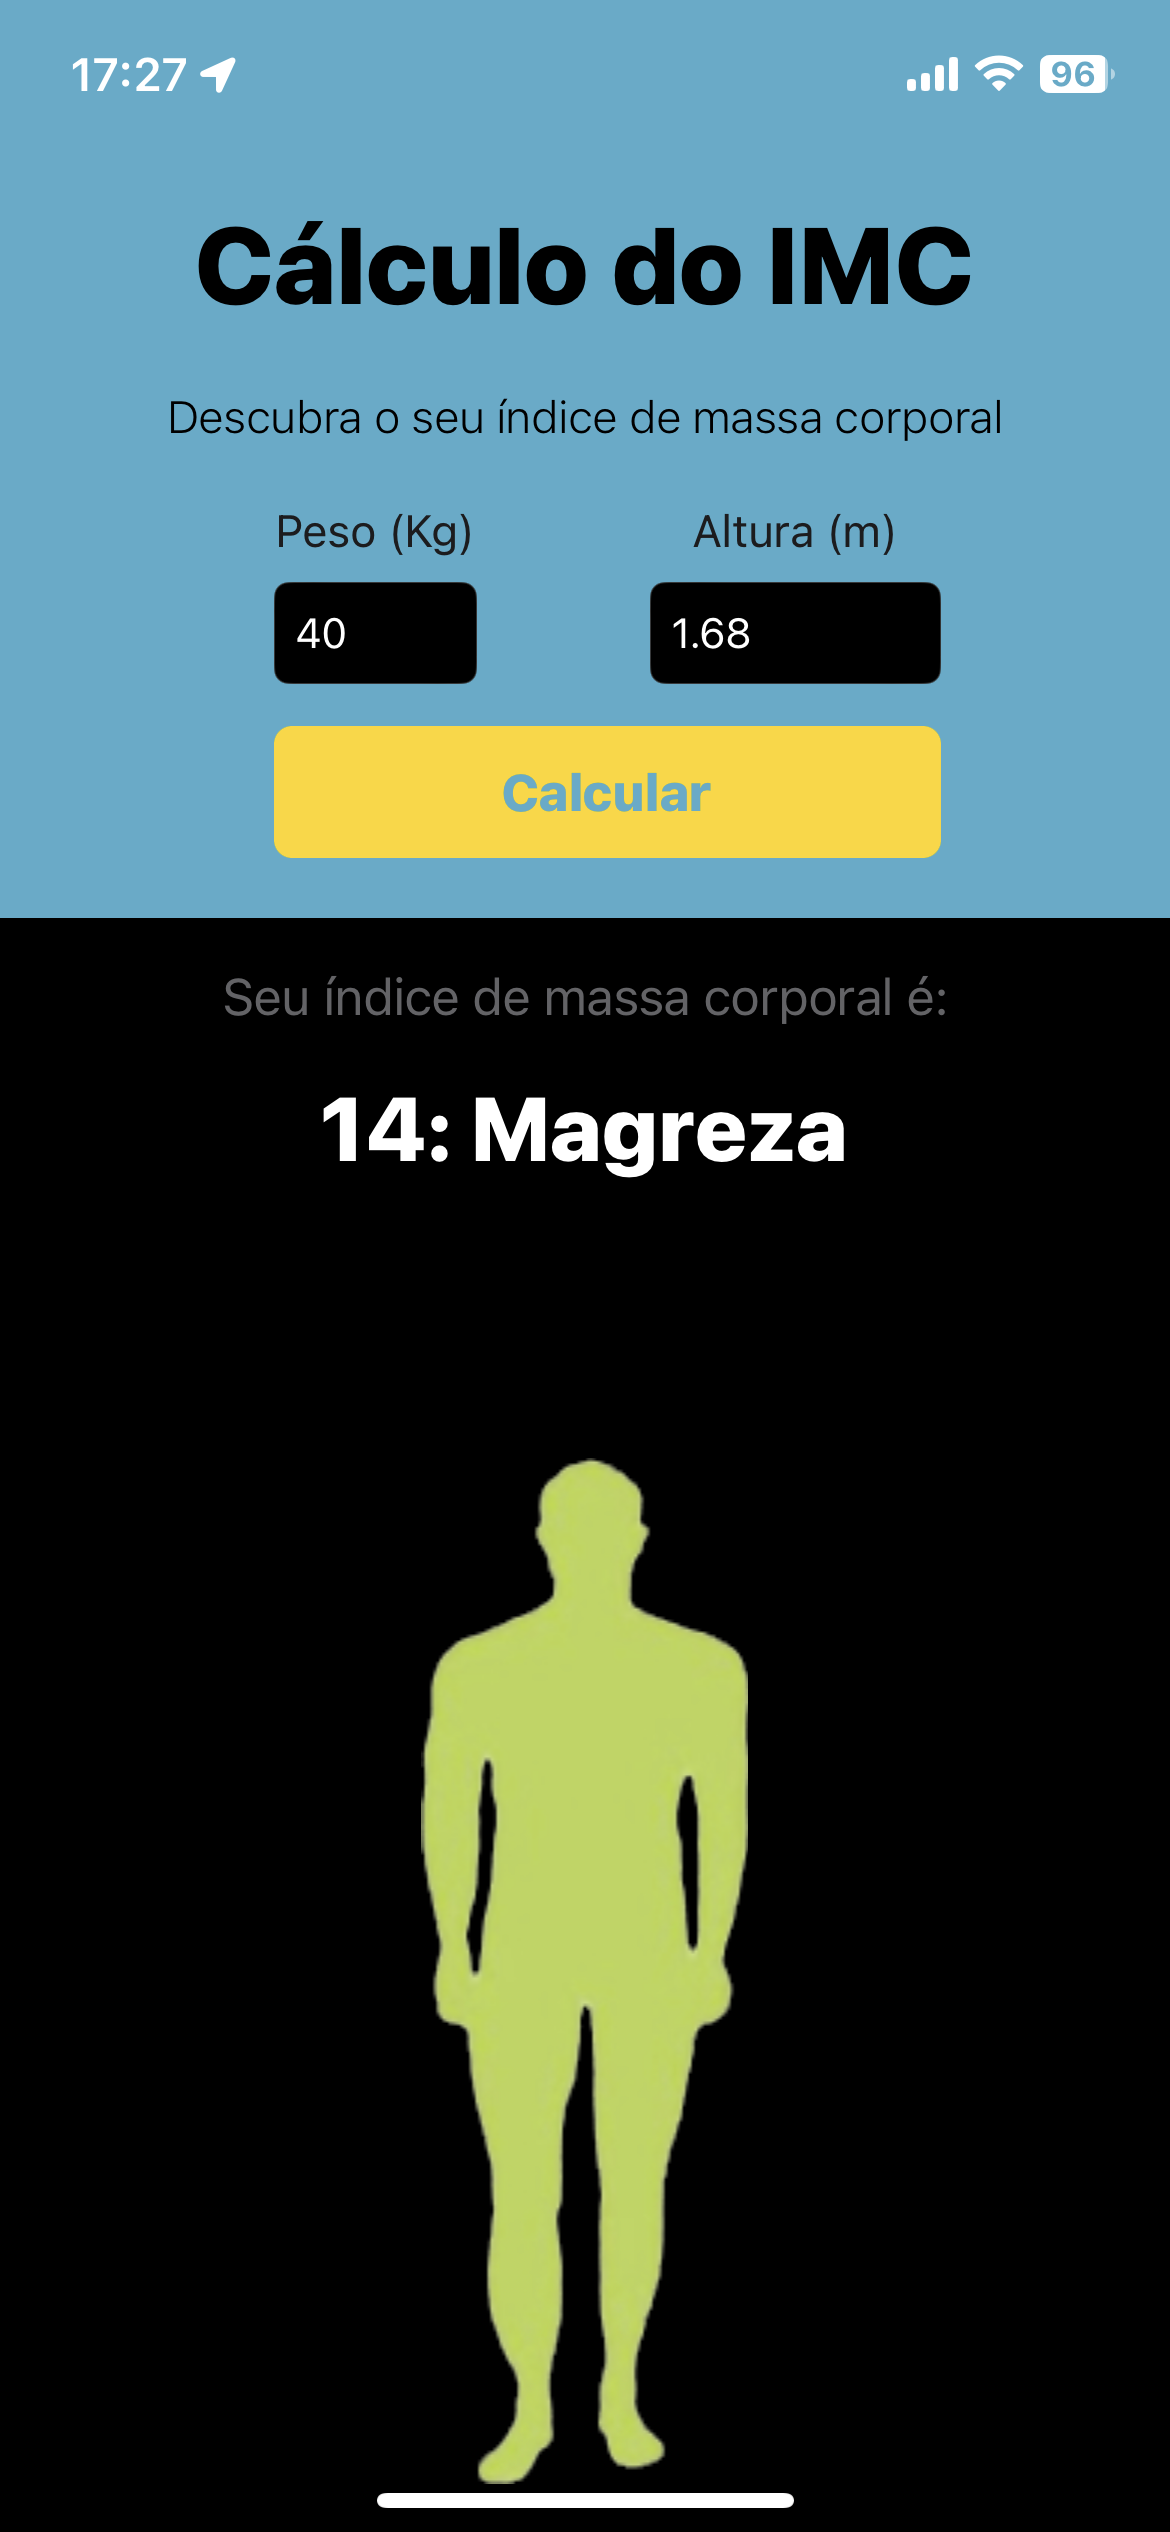 17:27
96
Cálculo do IMC
Descubra o seu índice de massa corporal
Peso (Kg)
Altura (m)
40
1.68
Calcular
Seu índice de massa corporal é:
14: Magreza